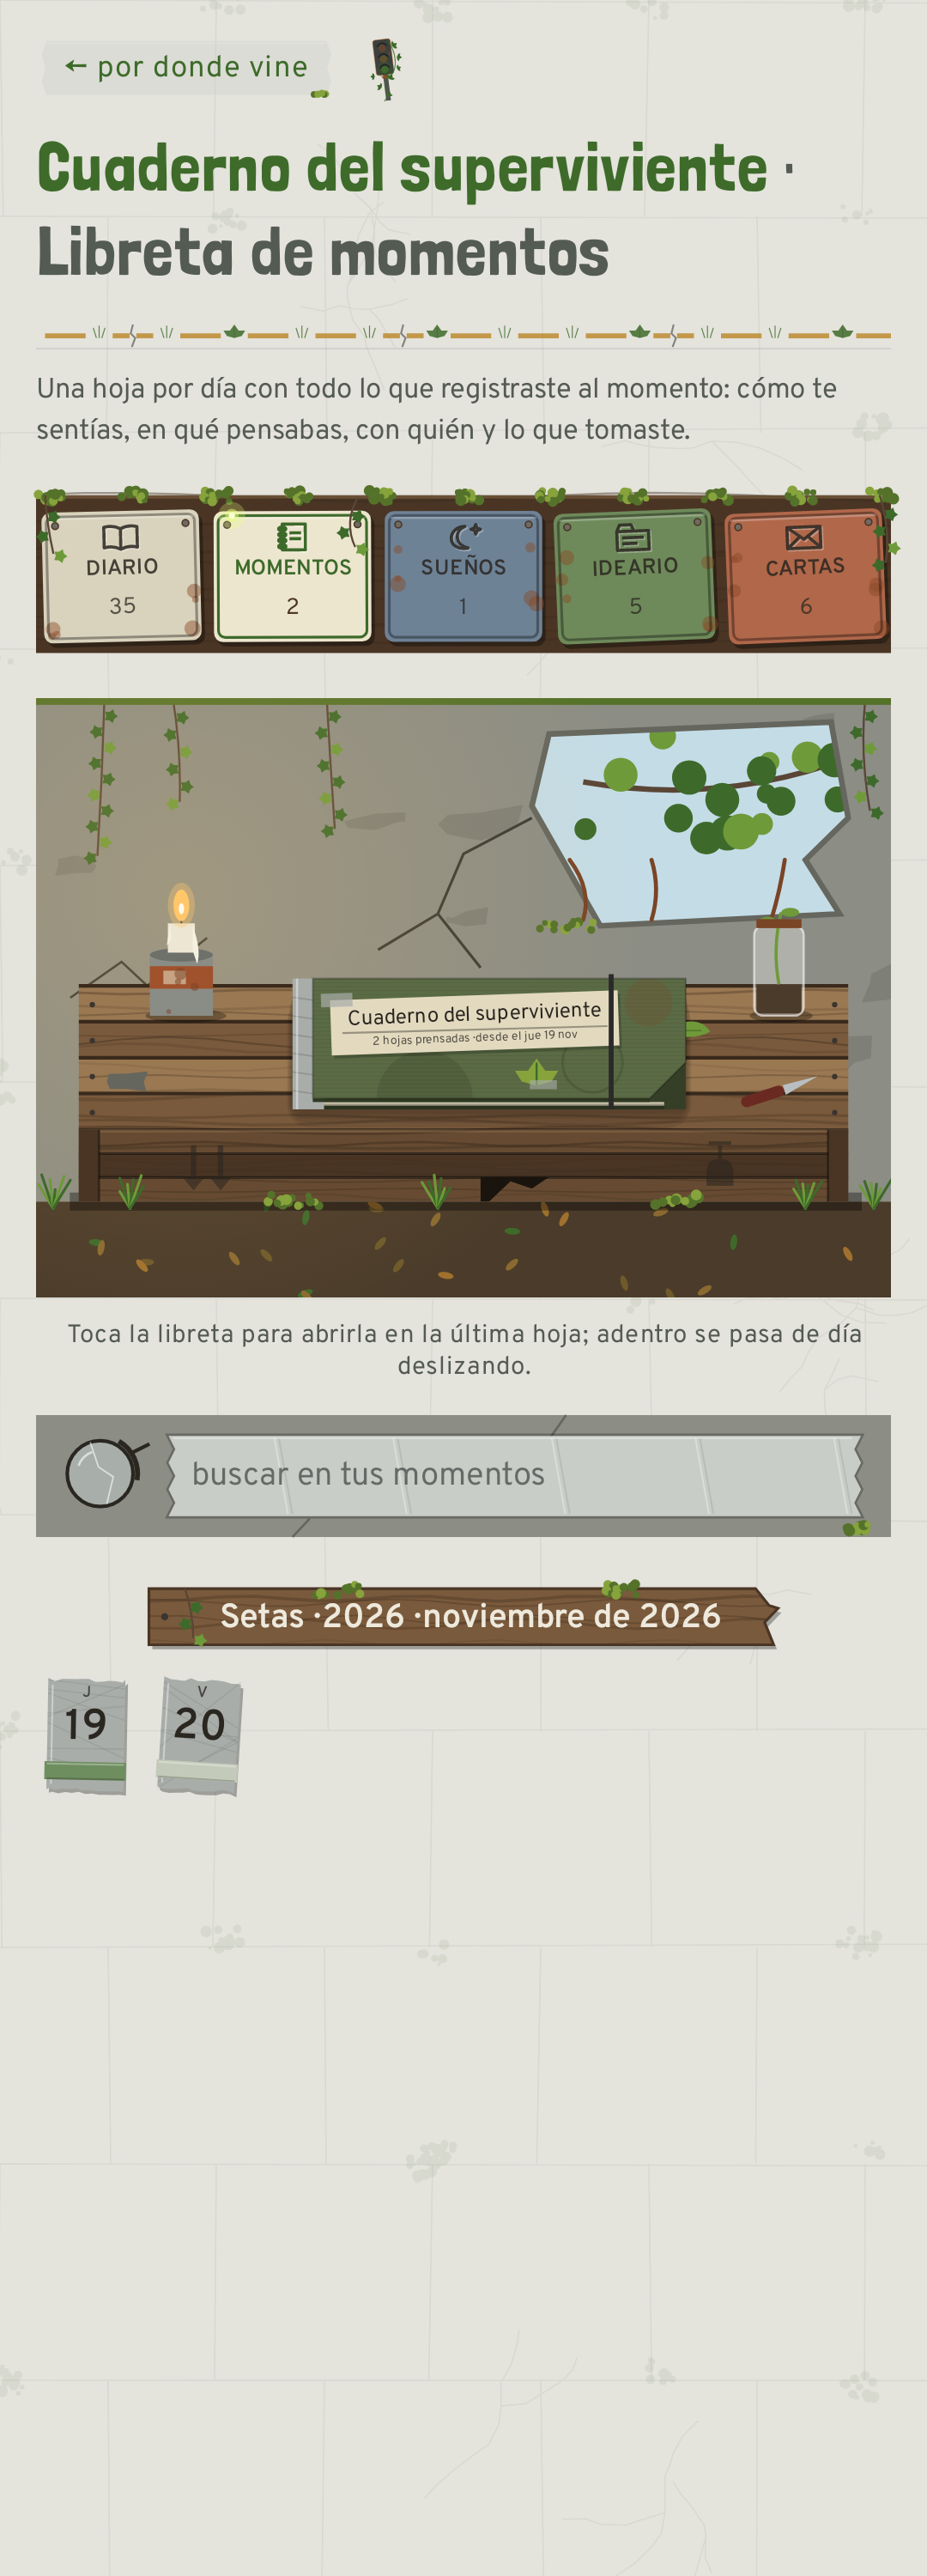 ← por donde vine
Cuaderno del superviviente ·
Libreta de momentos
Una hoja por día con todo lo que registraste al momento: cómo te
sentías, en qué pensabas, con quién y lo que tomaste.
DIARIO
35
MOMENTOS
2
SUEÑOS
1
IDEARIO
5
CARTAS
6
Cuaderno del superviviente
2 hojas prensadas ·desde el jue 19 nov
Toca la libreta para abrirla en la última hoja; adentro se pasa de día
deslizando.
buscar en tus momentos
Setas ·2026 ·noviembre de 2026
J
19
V
20